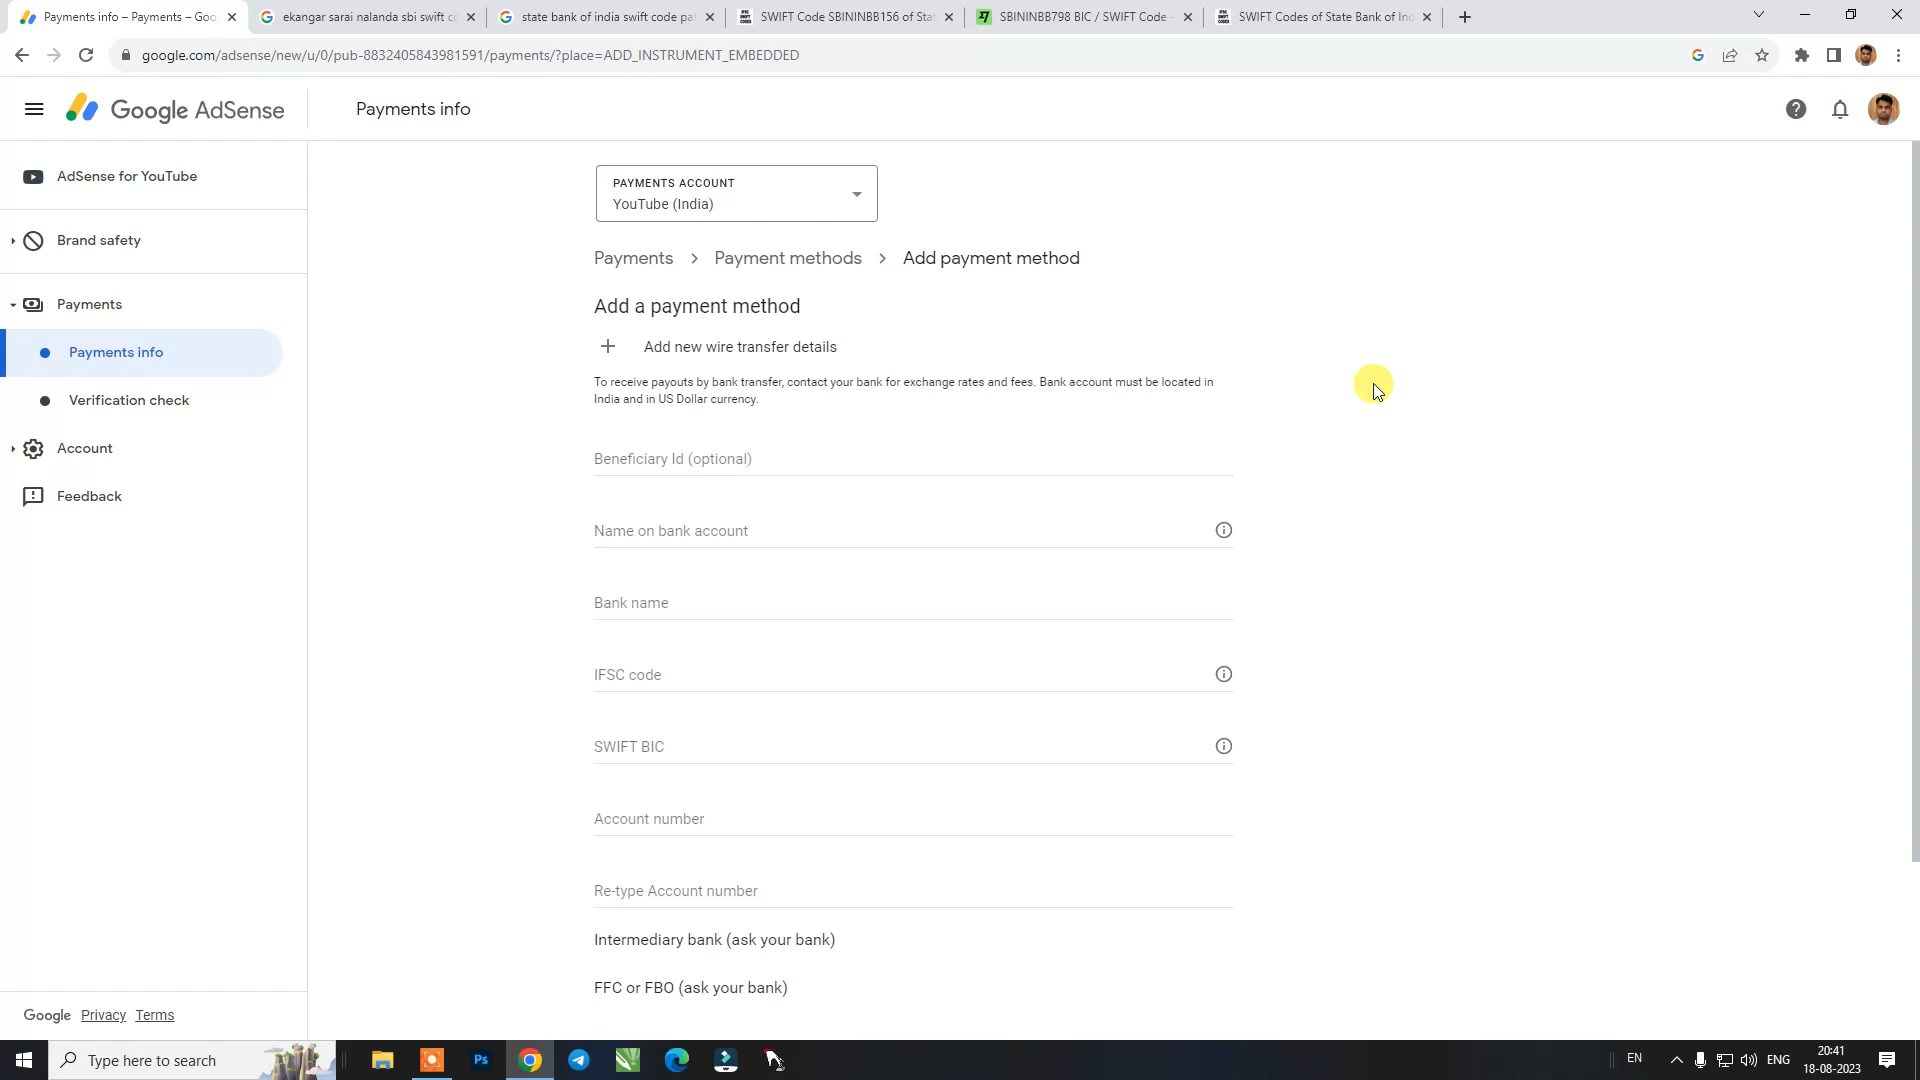 Payments info – Payments – Goo
ekangar sarai nalanda sbi swift co
state bank of india swift code pat
SWIFT Code SBININBB156 of Stat
SBININBB798 BIC / SWIFT Code -
SWIFT Codes of State Bank of Ind
google.com/adsense/new/u/0/pub-8832405843981591/payments/?place=ADD_INSTRUMENT_EMBEDDED
Google AdSense
Payments info
AdSense for YouTube
Brand safety
Payments
Payments info
Verification check
Account
Feedback
PAYMENTS ACCOUNT
YouTube (India)
Payments > Payment methods > Add payment method
Add a payment method
+ Add new wire transfer details
To receive payouts by bank transfer, contact your bank for exchange rates and fees. Bank account must be located in
India and in US Dollar currency.
Beneficiary Id (optional)
Name on bank account
Bank name
IFSC code
SWIFT BIC
Account number
Re-type Account number
Intermediary bank (ask your bank)
FFC or FBO (ask your bank)
Google Privacy Terms
Type here to search
Ps
EN
ENG
20:41
18-08-2023